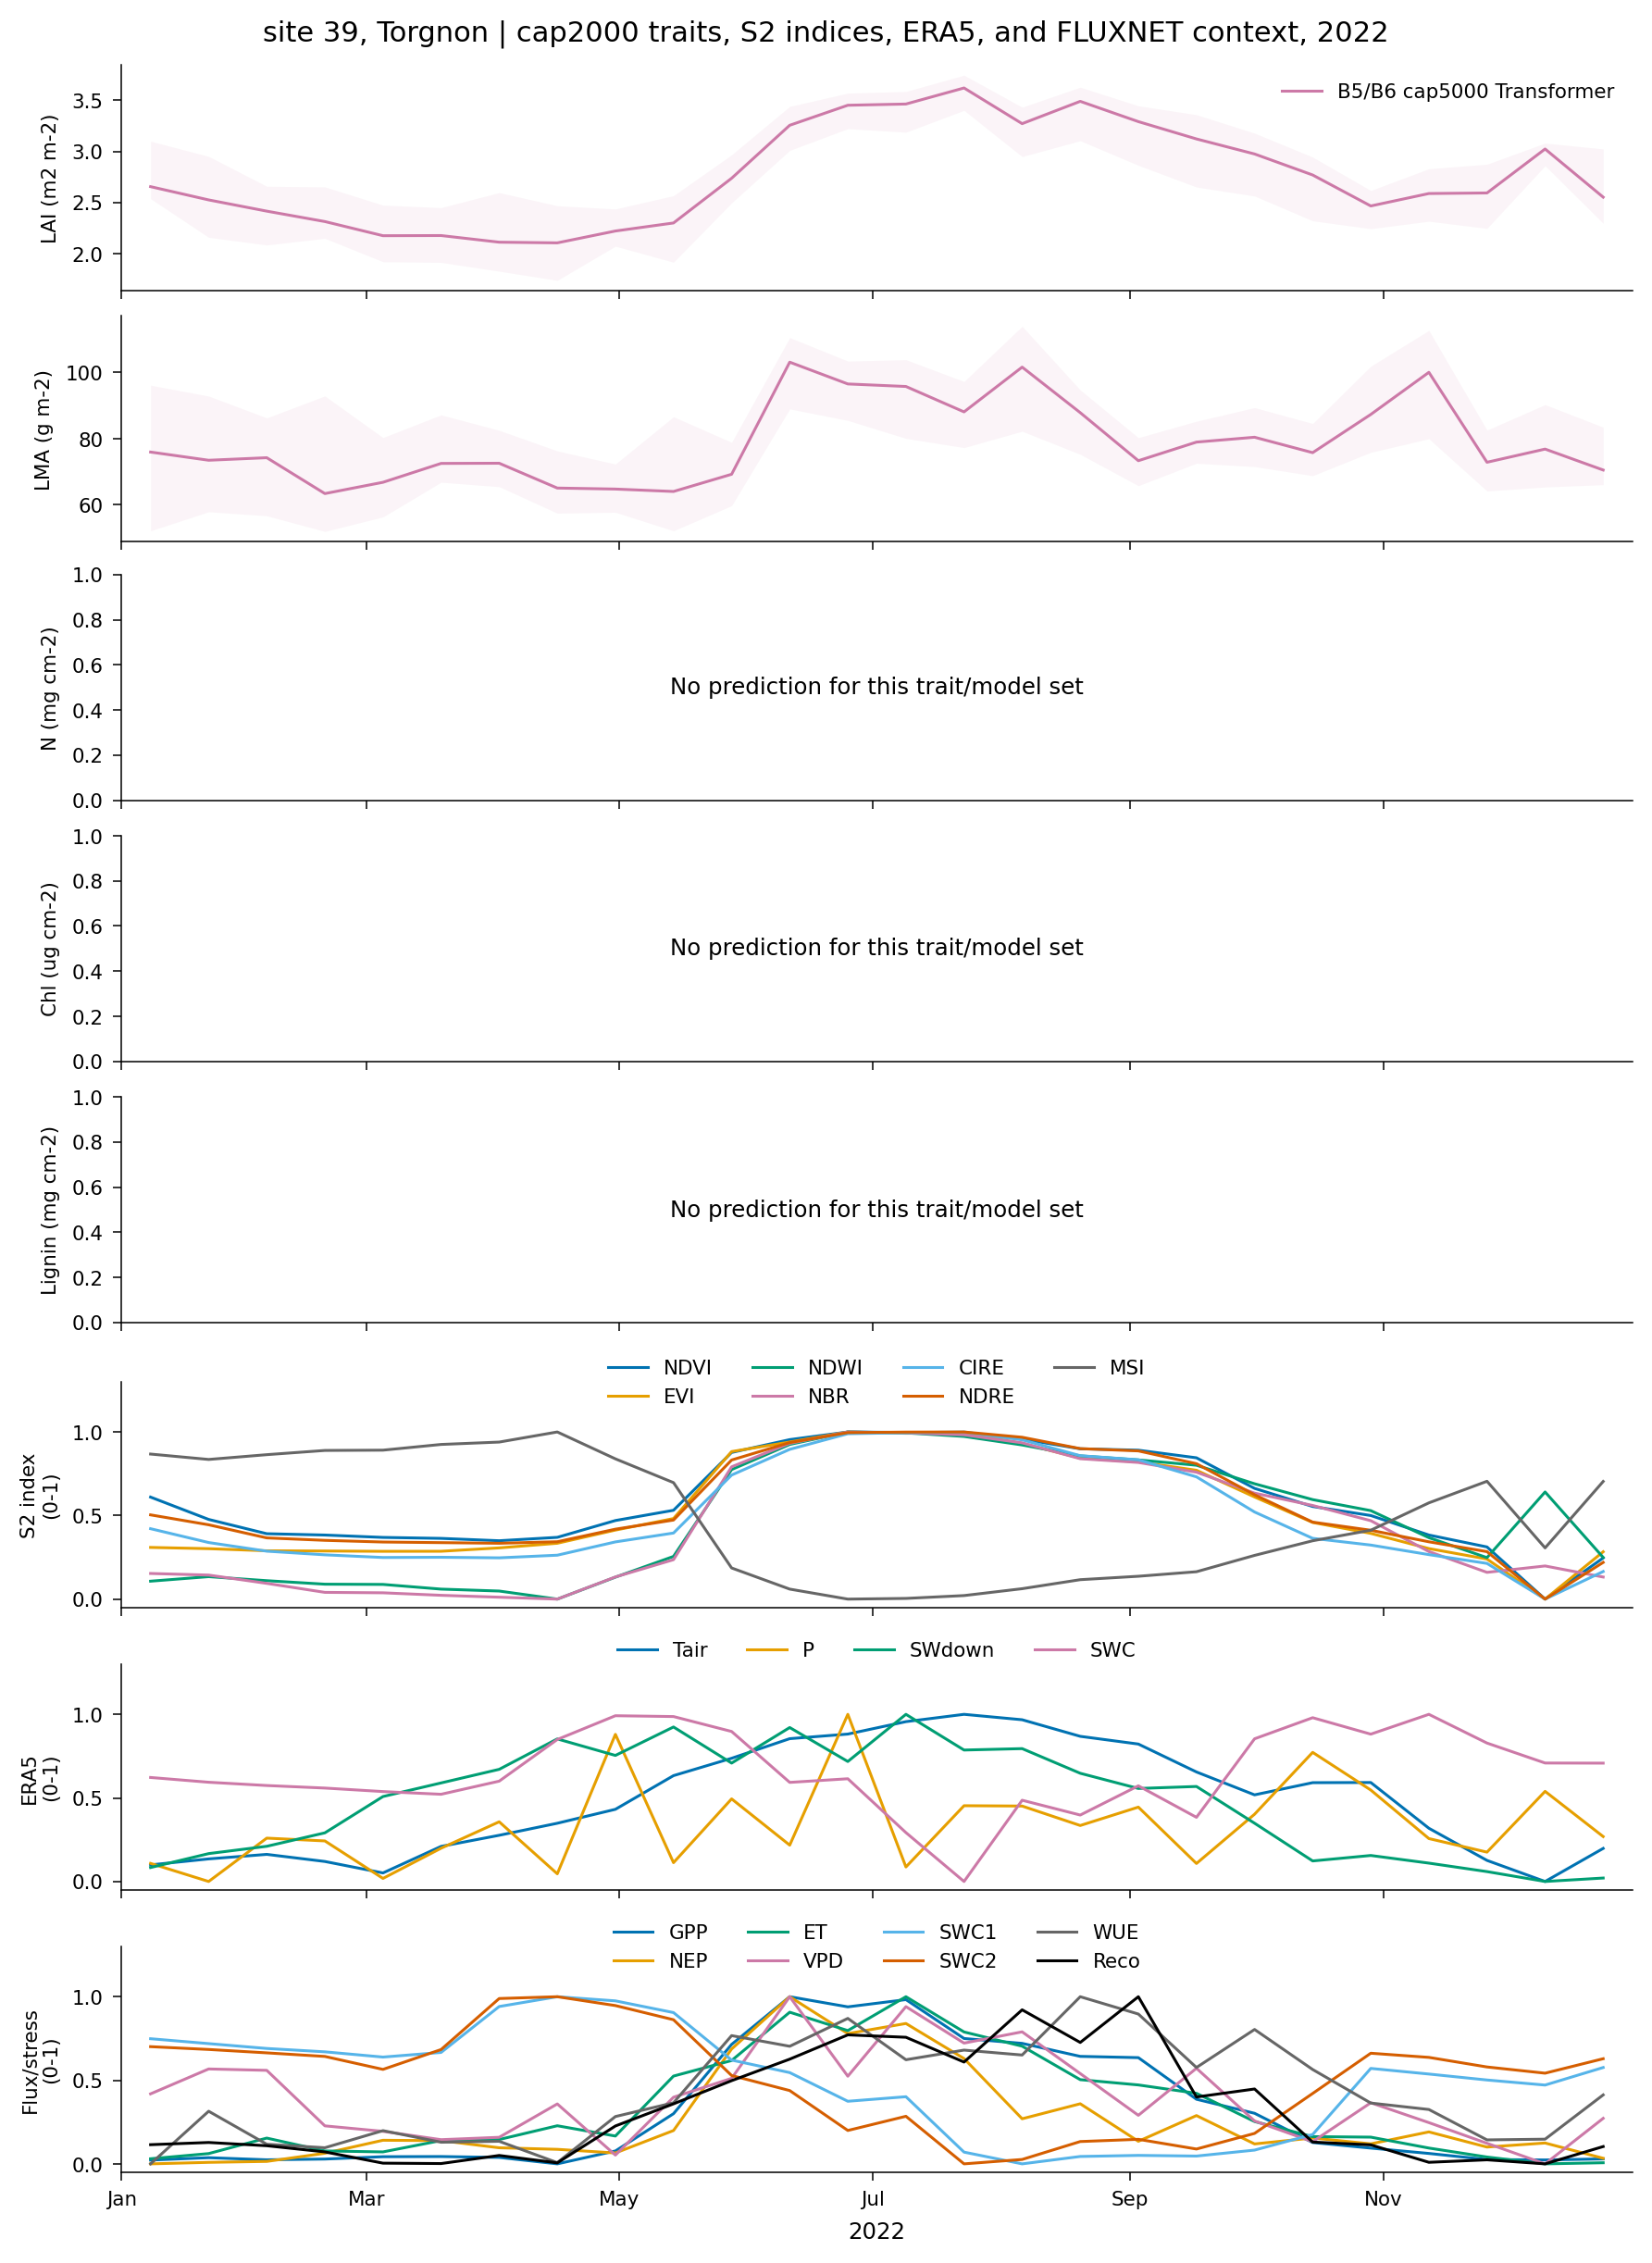 site 39, Torgnon | cap2000 traits, S2 indices, ERA5, and FLUXNET context, 2022
B5/B6 cap5000 Transformer
LAI (m2 m-2)
3.5
3.0
2.5
2.0
LMA (g m-2)
100
80
60
N (mg cm-2)
1.0
0.8
0.6
0.4
0.2
0.0
No prediction for this trait/model set
Chl (ug cm-2)
1.0
0.8
0.6
0.4
0.2
0.0
No prediction for this trait/model set
Lignin (mg cm-2)
1.0
0.8
0.6
0.4
0.2
0.0
No prediction for this trait/model set
NDVI NDWI CIRE MSI
EVI NBR NDRE
S2 index
(0-1)
1.0
0.5
0.0
Tair P SWdown SWC
ERA5
(0-1)
1.0
0.5
0.0
GPP ET SWC1 WUE
NEP VPD SWC2 Reco
Flux/stress
(0-1)
1.0
0.5
0.0
Jan Mar May Jul Sep Nov
2022